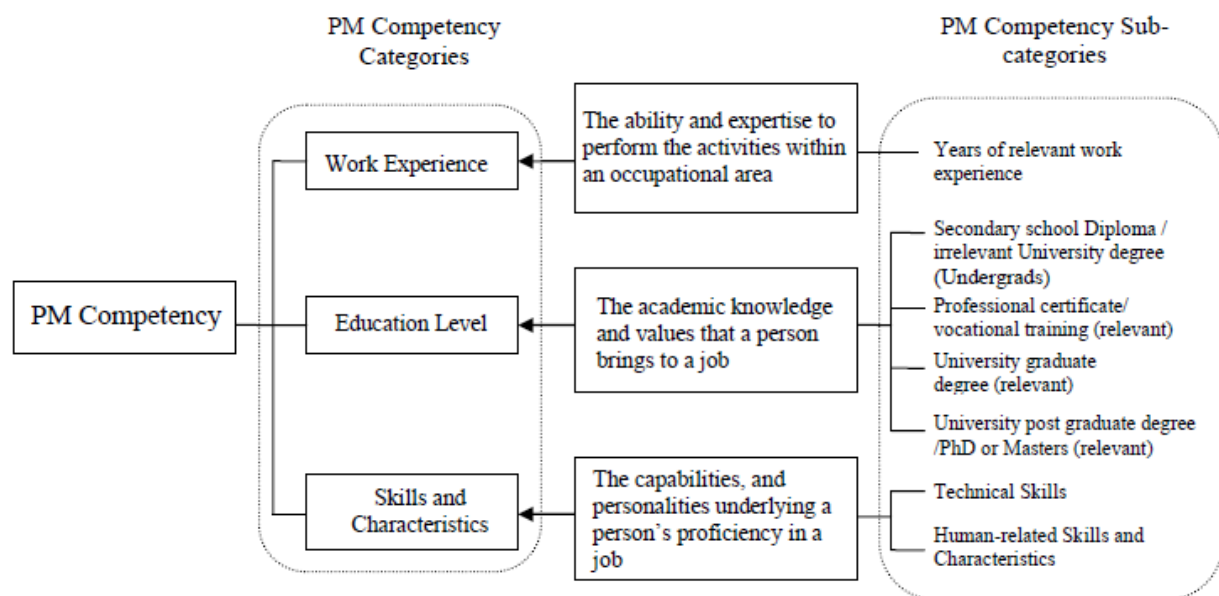 PM Competency
Categories
PM Competency Sub-
categories
PM Competency
Work Experience
Education Level
Skills and
Characteristics
The ability and expertise to
perform the activities within
an occupational area
The academic knowledge
and values that a person
brings to a job
The capabilities, and
personalities underlying a
person's proficiency in a
job
Years of relevant work
experience
Secondary school Diploma /
irrelevant University degree
(Undergrads)
Professional certificate/
vocational training (relevant)
University graduate
degree (relevant)
University post graduate degree
/PhD or Masters (relevant)
Technical Skills
Human-related Skills and
Characteristics